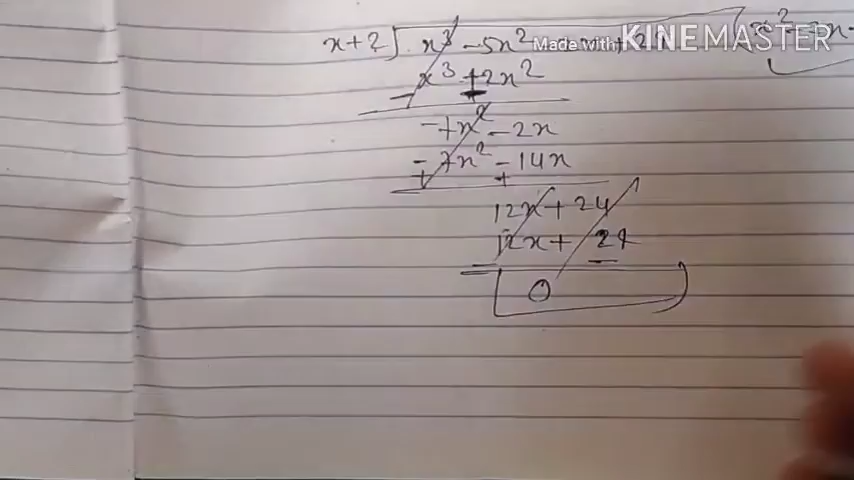 x+2 ) x³ - 5x²
Made with KINEMASTER
x³ + 2x²
-7x² - 2x
-7x² - 14x
12x + 24
12x + 24
0